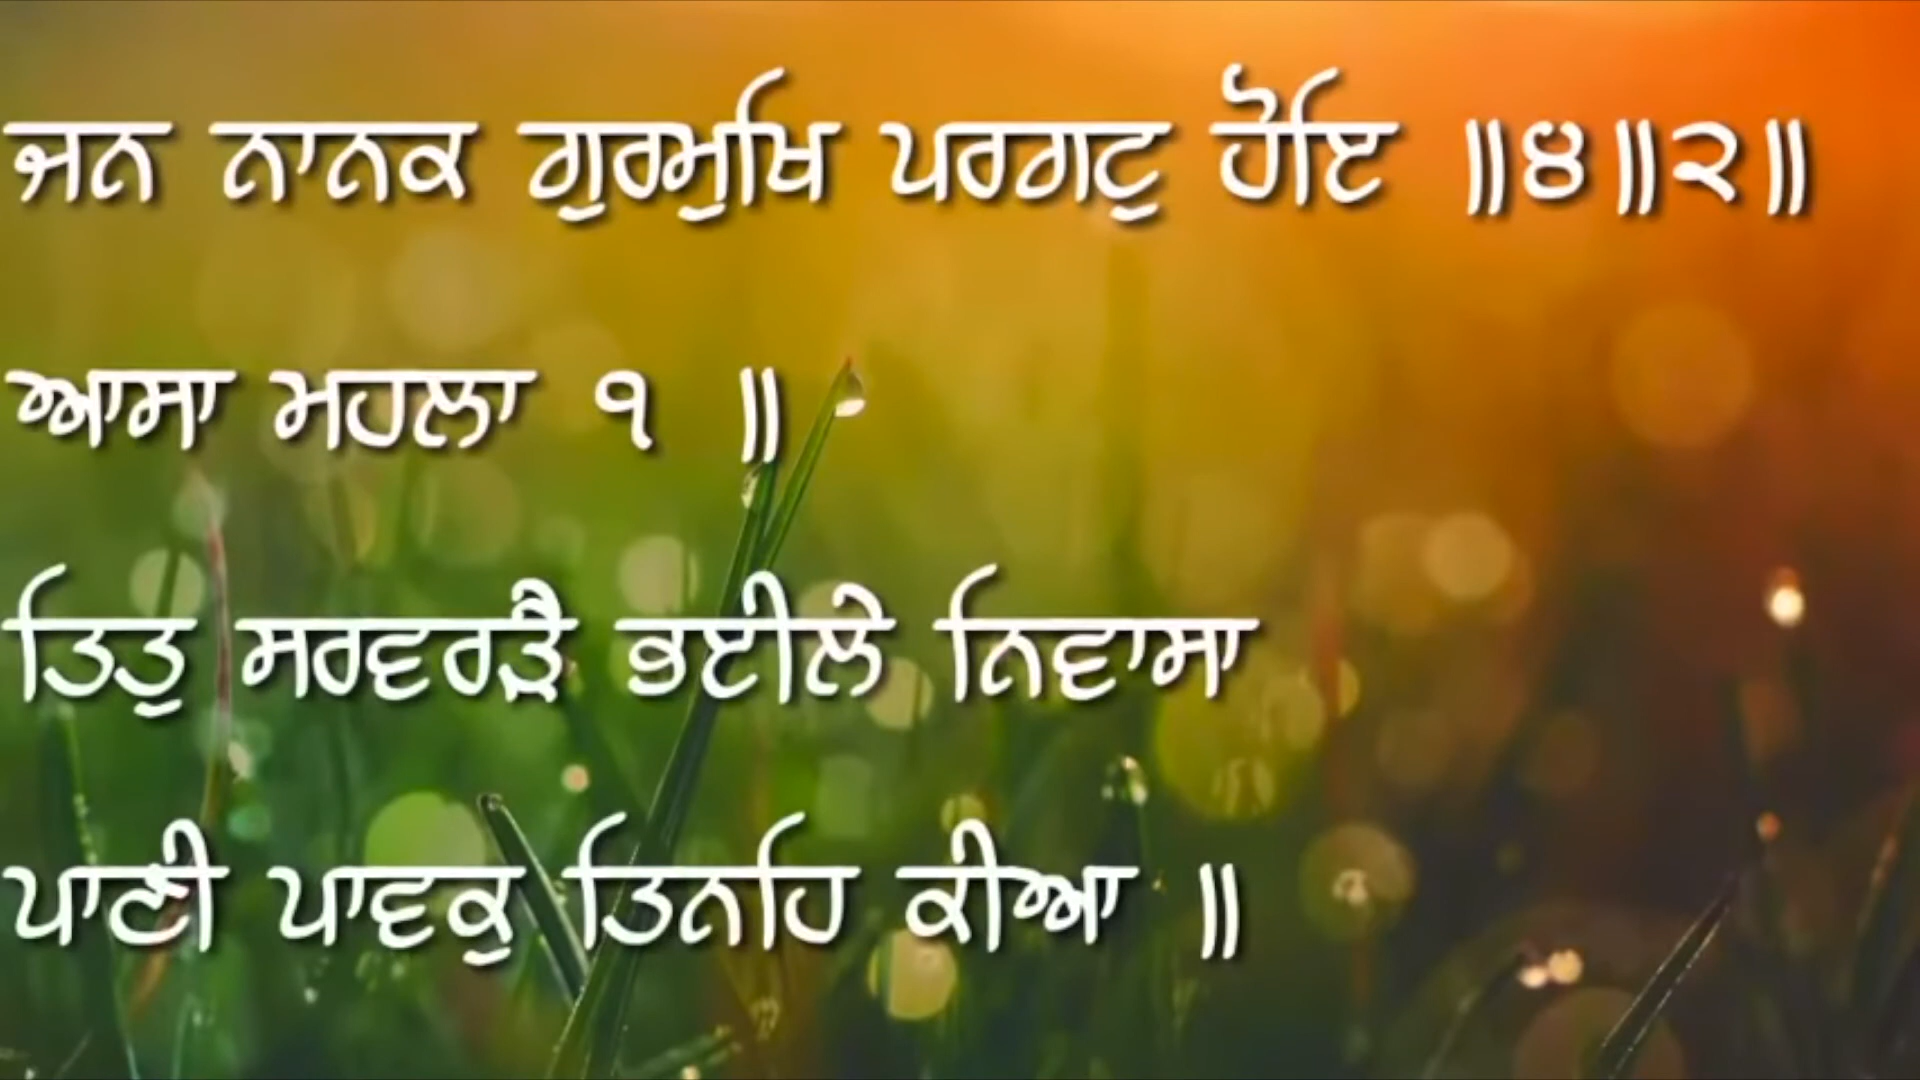 ਜਨ ਨਾਨਕ ਗੁਰਮੁਖਿ ਪਰਗਟੁ ਹੋਇ ॥੪॥੨॥
ਆਸਾ ਮਹਲਾ ੧ ॥
ਤਿਤੁ ਸਰਵਰੜੈ ਭਈਲੇ ਨਿਵਾਸਾ
ਪਾਣੀ ਪਾਵਕੁ ਤਿਨਹਿ ਕੀਆ ॥